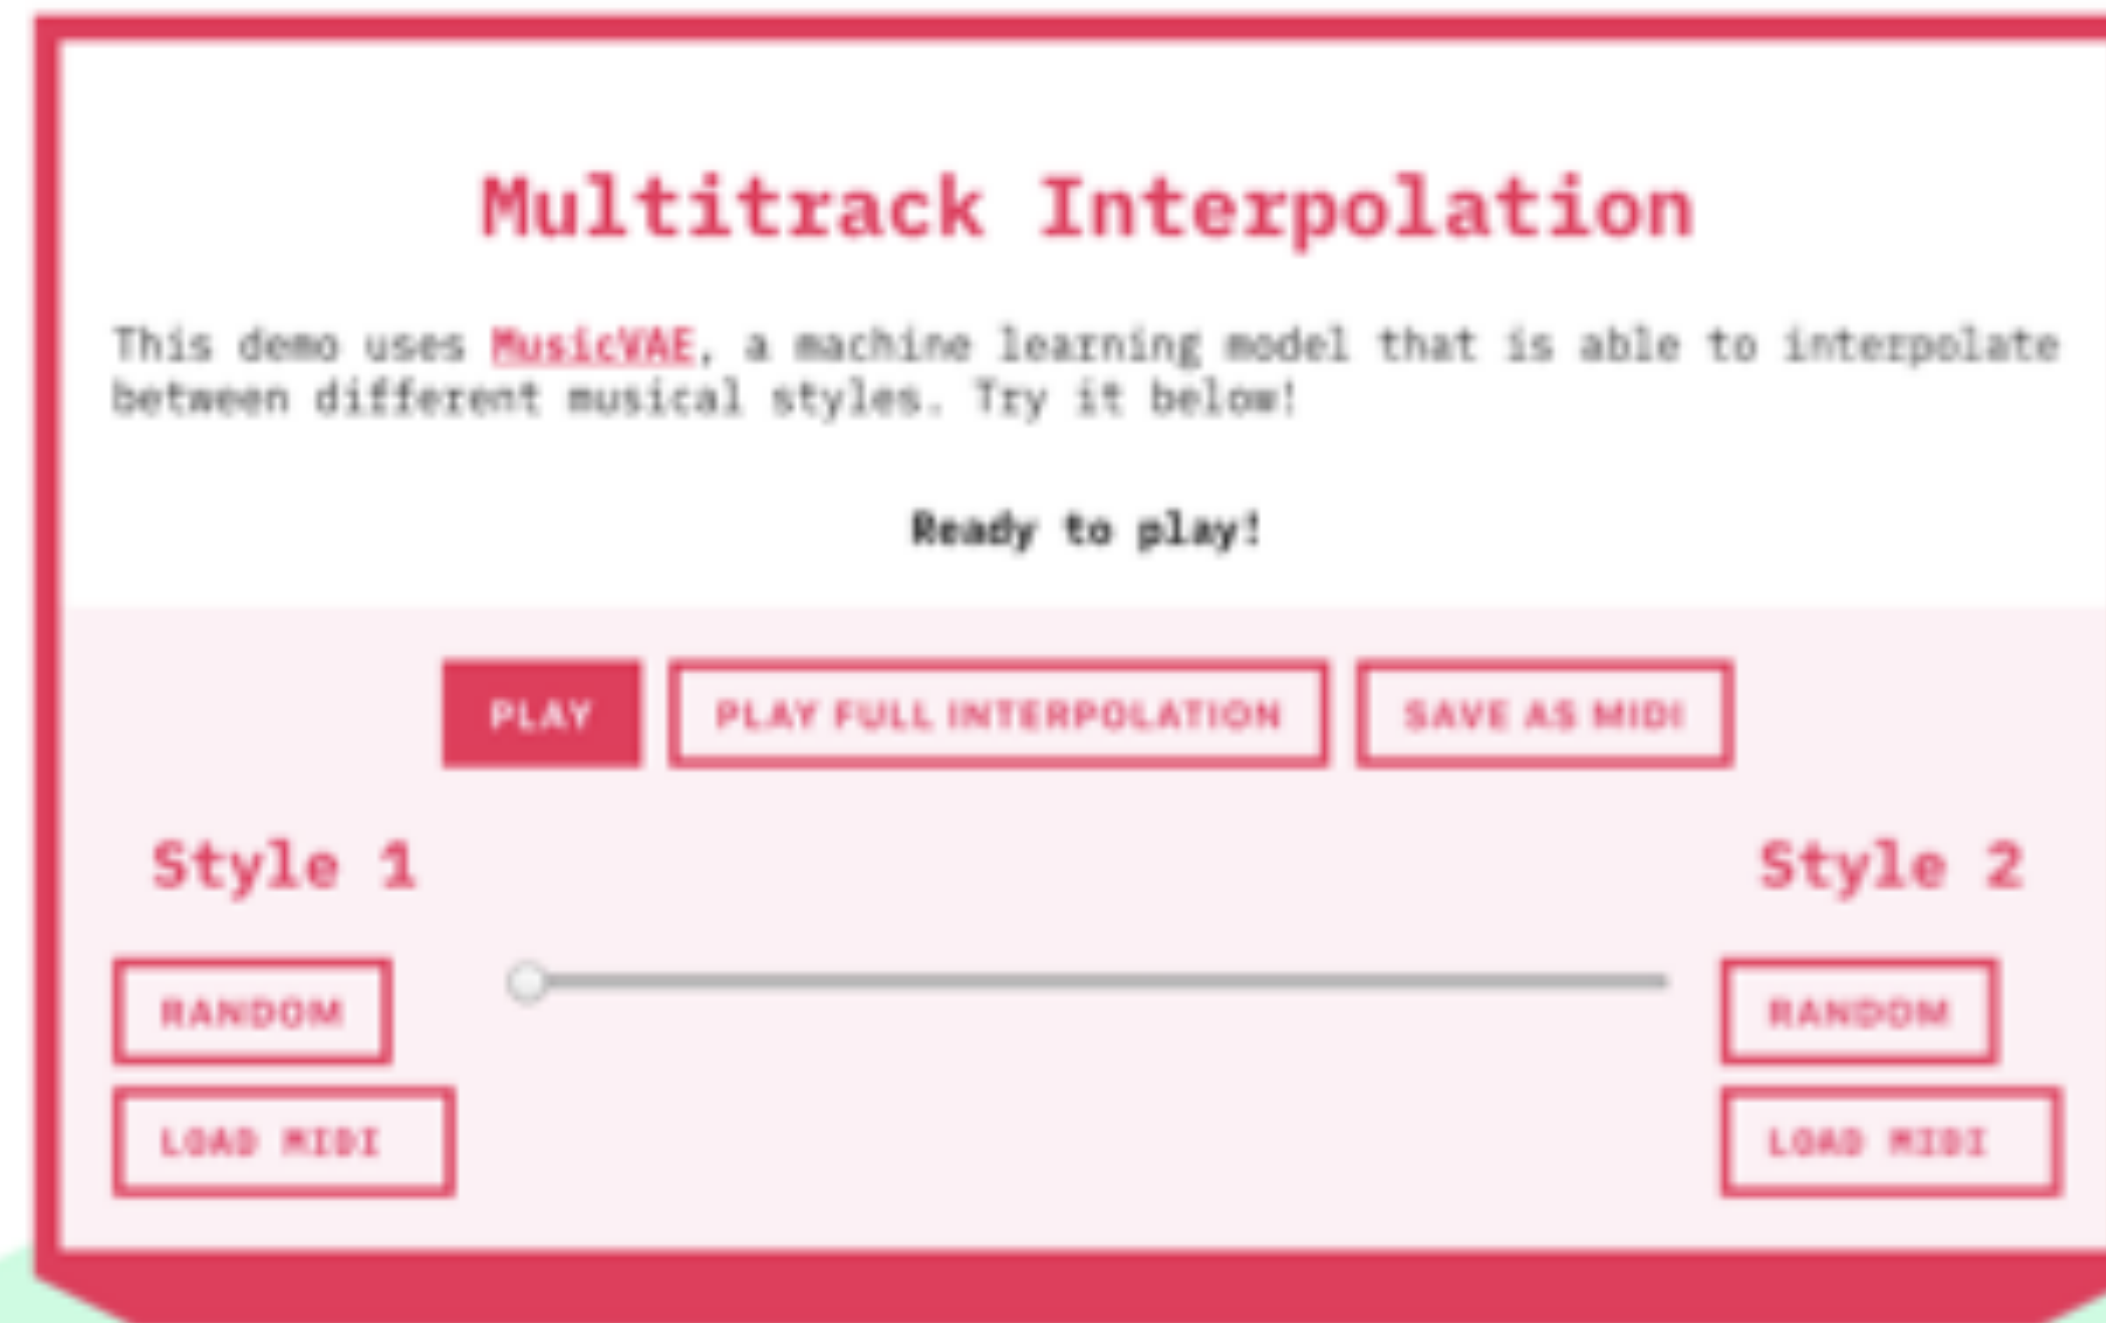 Multitrack Interpolation
This demo uses MusicVAE, a machine learning model that is able to interpolate
between different musical styles. Try it below!
Ready to play!
PLAY
PLAY FULL INTERPOLATION
SAVE AS MIDI
Style 1
Style 2
RANDOM
RANDOM
LOAD MIDI
LOAD MIDI